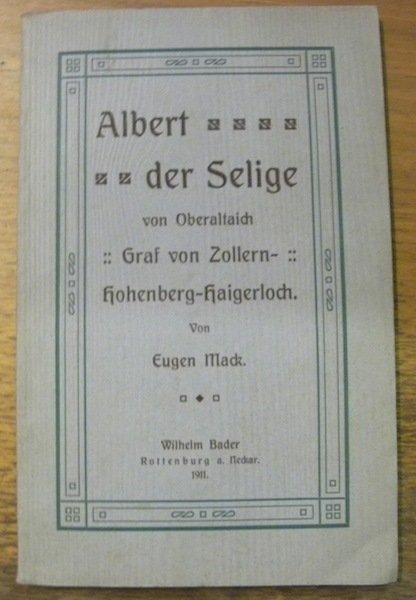 Albert
der Selige
von Oberaltaich
:: Graf von Zollern- ::
Hohenberg-Haigerloch.
Von
Eugen Mack.
Wilhelm Bader
Rottenburg a. Neckar.
1911.